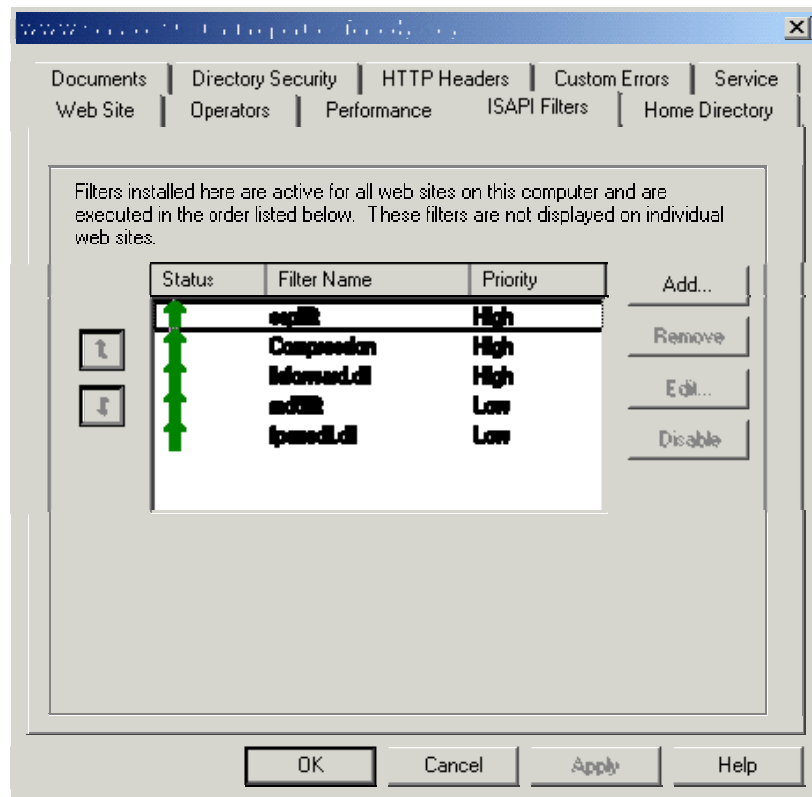 Documents Directory Security HTTP Headers Custom Errors Service
Web Site Operators Performance ISAPI Filters Home Directory
Filters installed here are active for all web sites on this computer and are
executed in the order listed below. These filters are not displayed on individual
web sites.
Status Filter Name Priority
High
Compression High
High
Low
Low
Add...
Remove
Edit...
Disable
OK Cancel Apply Help